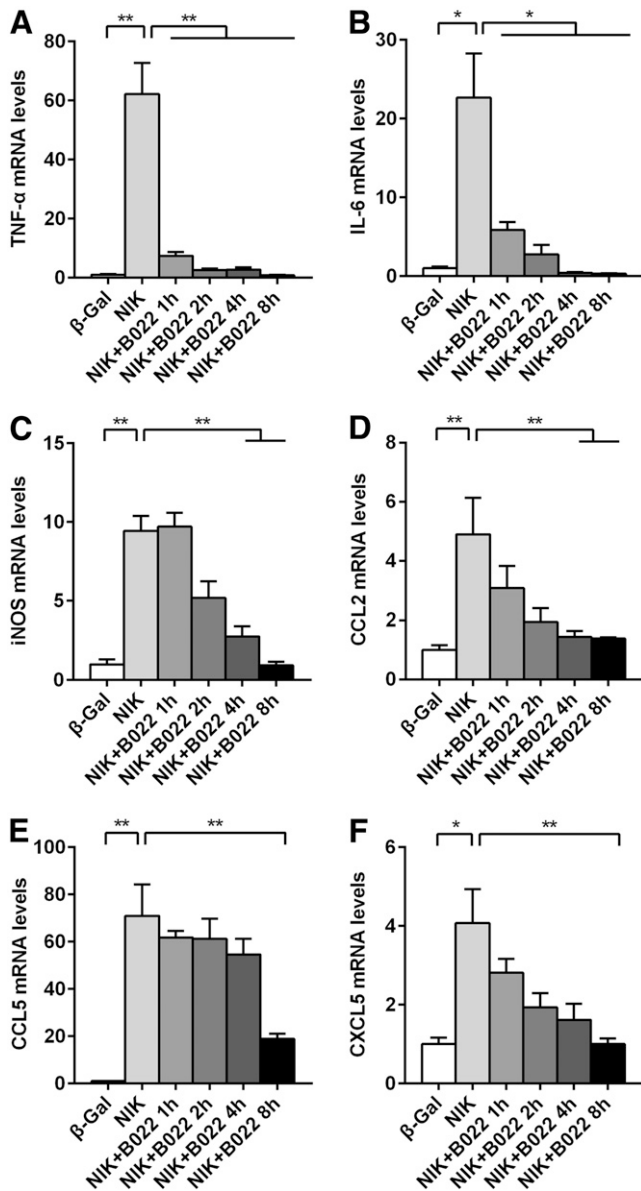 A
** **
TNF-α mRNA levels
80
60
40
20
0
β-Gal
NIK
NIK+B022 1h
NIK+B022 2h
NIK+B022 4h
NIK+B022 8h
B
* *
IL-6 mRNA levels
30
20
10
0
β-Gal
NIK
NIK+B022 1h
NIK+B022 2h
NIK+B022 4h
NIK+B022 8h
C
** **
iNOS mRNA levels
15
10
5
0
β-Gal
NIK
NIK+B022 1h
NIK+B022 2h
NIK+B022 4h
NIK+B022 8h
D
** **
CCL2 mRNA levels
8
6
4
2
0
β-Gal
NIK
NIK+B022 1h
NIK+B022 2h
NIK+B022 4h
NIK+B022 8h
E
** **
CCL5 mRNA levels
100
80
60
40
20
0
β-Gal
NIK
NIK+B022 1h
NIK+B022 2h
NIK+B022 4h
NIK+B022 8h
F
* **
CXCL5 mRNA levels
6
4
2
0
β-Gal
NIK
NIK+B022 1h
NIK+B022 2h
NIK+B022 4h
NIK+B022 8h